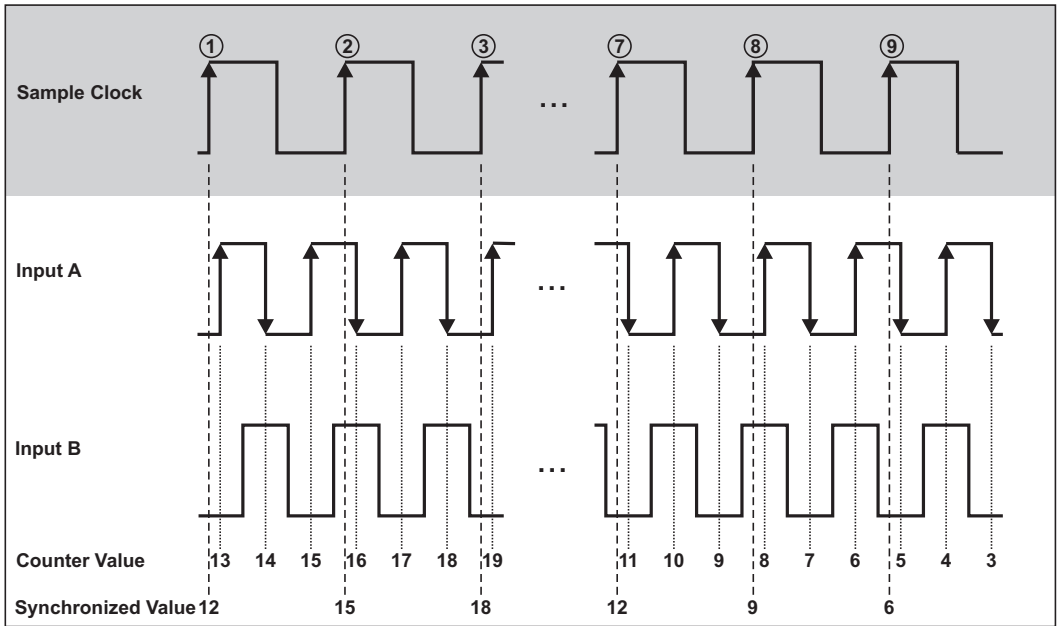 ① ② ③ ⑦ ⑧ ⑨
Sample Clock
...
Input A
...
Input B
...
Counter Value 13 14 15 16 17 18 19 11 10 9 8 7 6 5 4 3
Synchronized Value 12 15 18 12 9 6